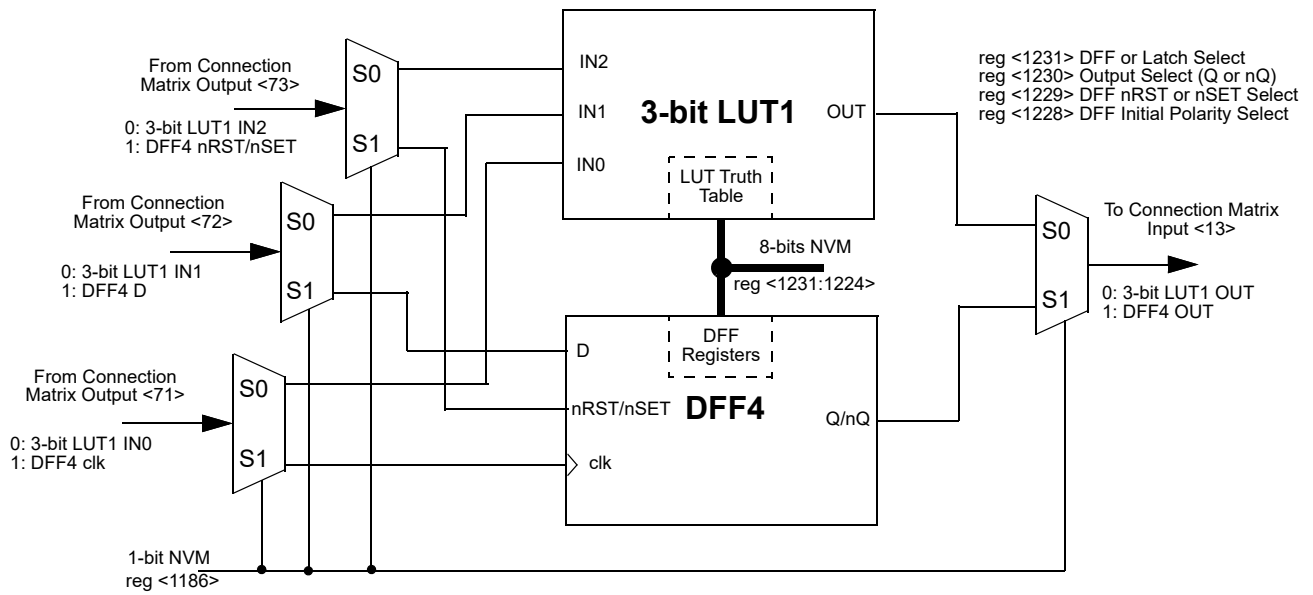 From Connection
Matrix Output <73>
S0
S1
0: 3-bit LUT1 IN2
1: DFF4 nRST/nSET
From Connection
Matrix Output <72>
S0
S1
0: 3-bit LUT1 IN1
1: DFF4 D
From Connection
Matrix Output <71>
S0
S1
0: 3-bit LUT1 IN0
1: DFF4 clk
1-bit NVM
reg <1186>
IN2
IN1
IN0
3-bit LUT1
OUT
LUT Truth
Table
8-bits NVM
reg <1231:1224>
DFF
Registers
D
nRST/nSET
DFF4
Q/nQ
clk
reg <1231> DFF or Latch Select
reg <1230> Output Select (Q or nQ)
reg <1229> DFF nRST or nSET Select
reg <1228> DFF Initial Polarity Select
S0
S1
To Connection Matrix
Input <13>
0: 3-bit LUT1 OUT
1: DFF4 OUT